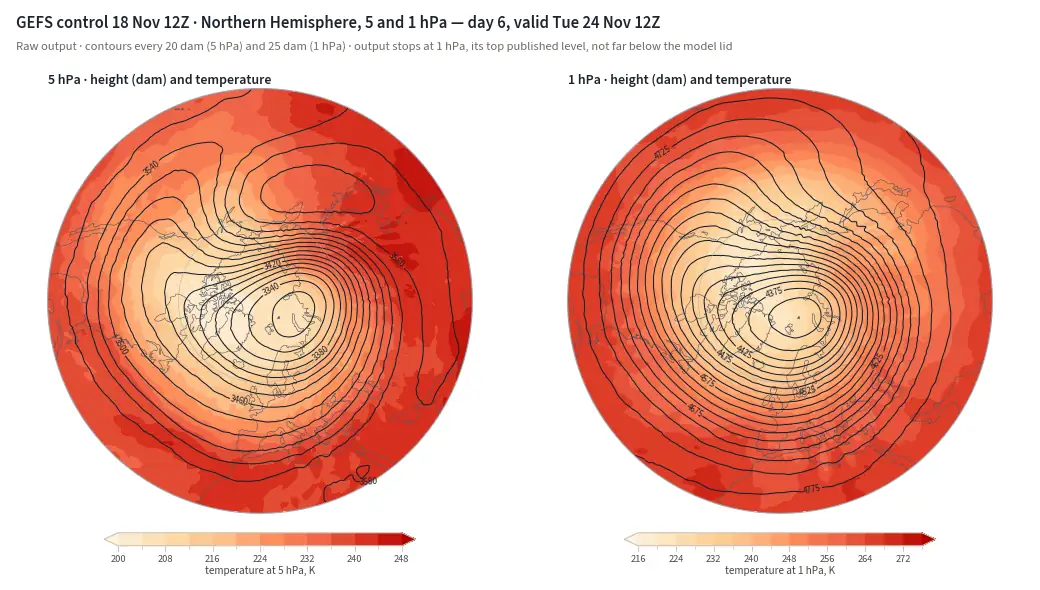 GEFS control 18 Nov 12Z · Northern Hemisphere, 5 and 1 hPa — day 6, valid Tue 24 Nov 12Z
Raw output · contours every 20 dam (5 hPa) and 25 dam (1 hPa) · output stops at 1 hPa, its top published level, not far below the model lid
5 hPa · height (dam) and temperature
1 hPa · height (dam) and temperature
3540
3420
3340
3500
3380
3460
4725
4375
4425
4475
4575
4625
4525
4775
200 208 216 224 232 240 248
temperature at 5 hPa, K
216 224 232 240 248 256 264 272
temperature at 1 hPa, K